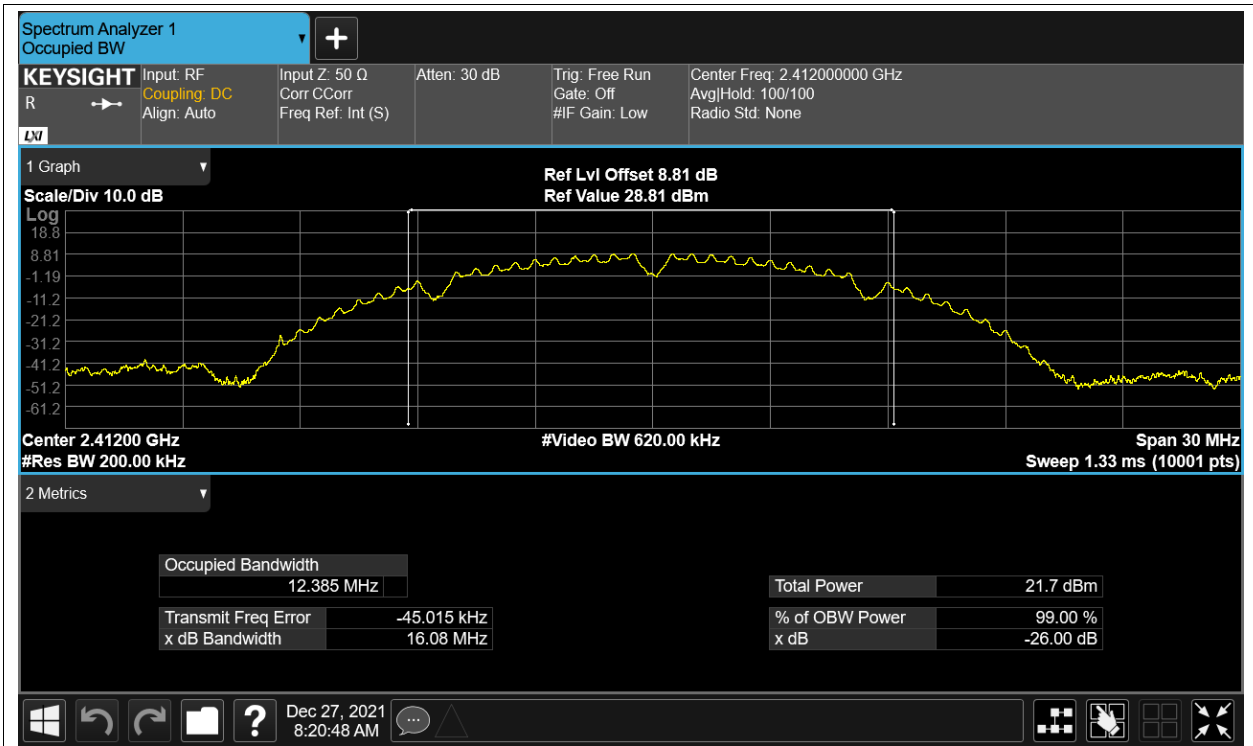 Spectrum Analyzer 1
Occupied BW
KEYSIGHT
R
LXI
Input: RF
Coupling: DC
Align: Auto
Input Z: 50 Ω
Corr CCorr
Freq Ref: Int (S)
Atten: 30 dB
Trig: Free Run
Gate: Off
#IF Gain: Low
Center Freq: 2.412000000 GHz
Avg|Hold: 100/100
Radio Std: None
1 Graph
Scale/Div 10.0 dB
Ref Lvl Offset 8.81 dB
Ref Value 28.81 dBm
Log
18.8
8.81
-1.19
-11.2
-21.2
-31.2
-41.2
-51.2
-61.2
Center 2.41200 GHz
#Res BW 200.00 kHz
#Video BW 620.00 kHz
Span 30 MHz
Sweep 1.33 ms (10001 pts)
2 Metrics
Occupied Bandwidth
12.385 MHz
Transmit Freq Error -45.015 kHz
x dB Bandwidth 16.08 MHz
Total Power 21.7 dBm
% of OBW Power 99.00 %
x dB -26.00 dB
?
Dec 27, 2021
8:20:48 AM